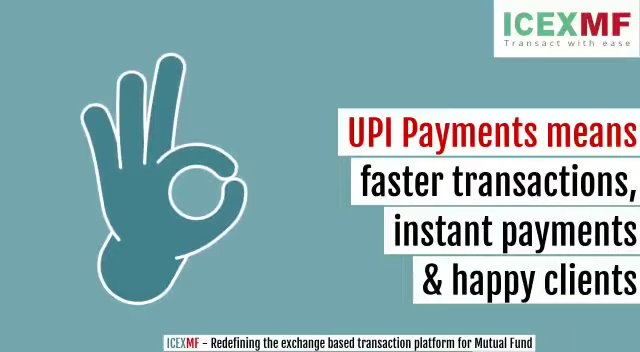 ICEXMF
Transact with ease
UPI Payments means
faster transactions,
instant payments
& happy clients
ICEXMF - Redefining the exchange based transaction platform for Mutual Fund